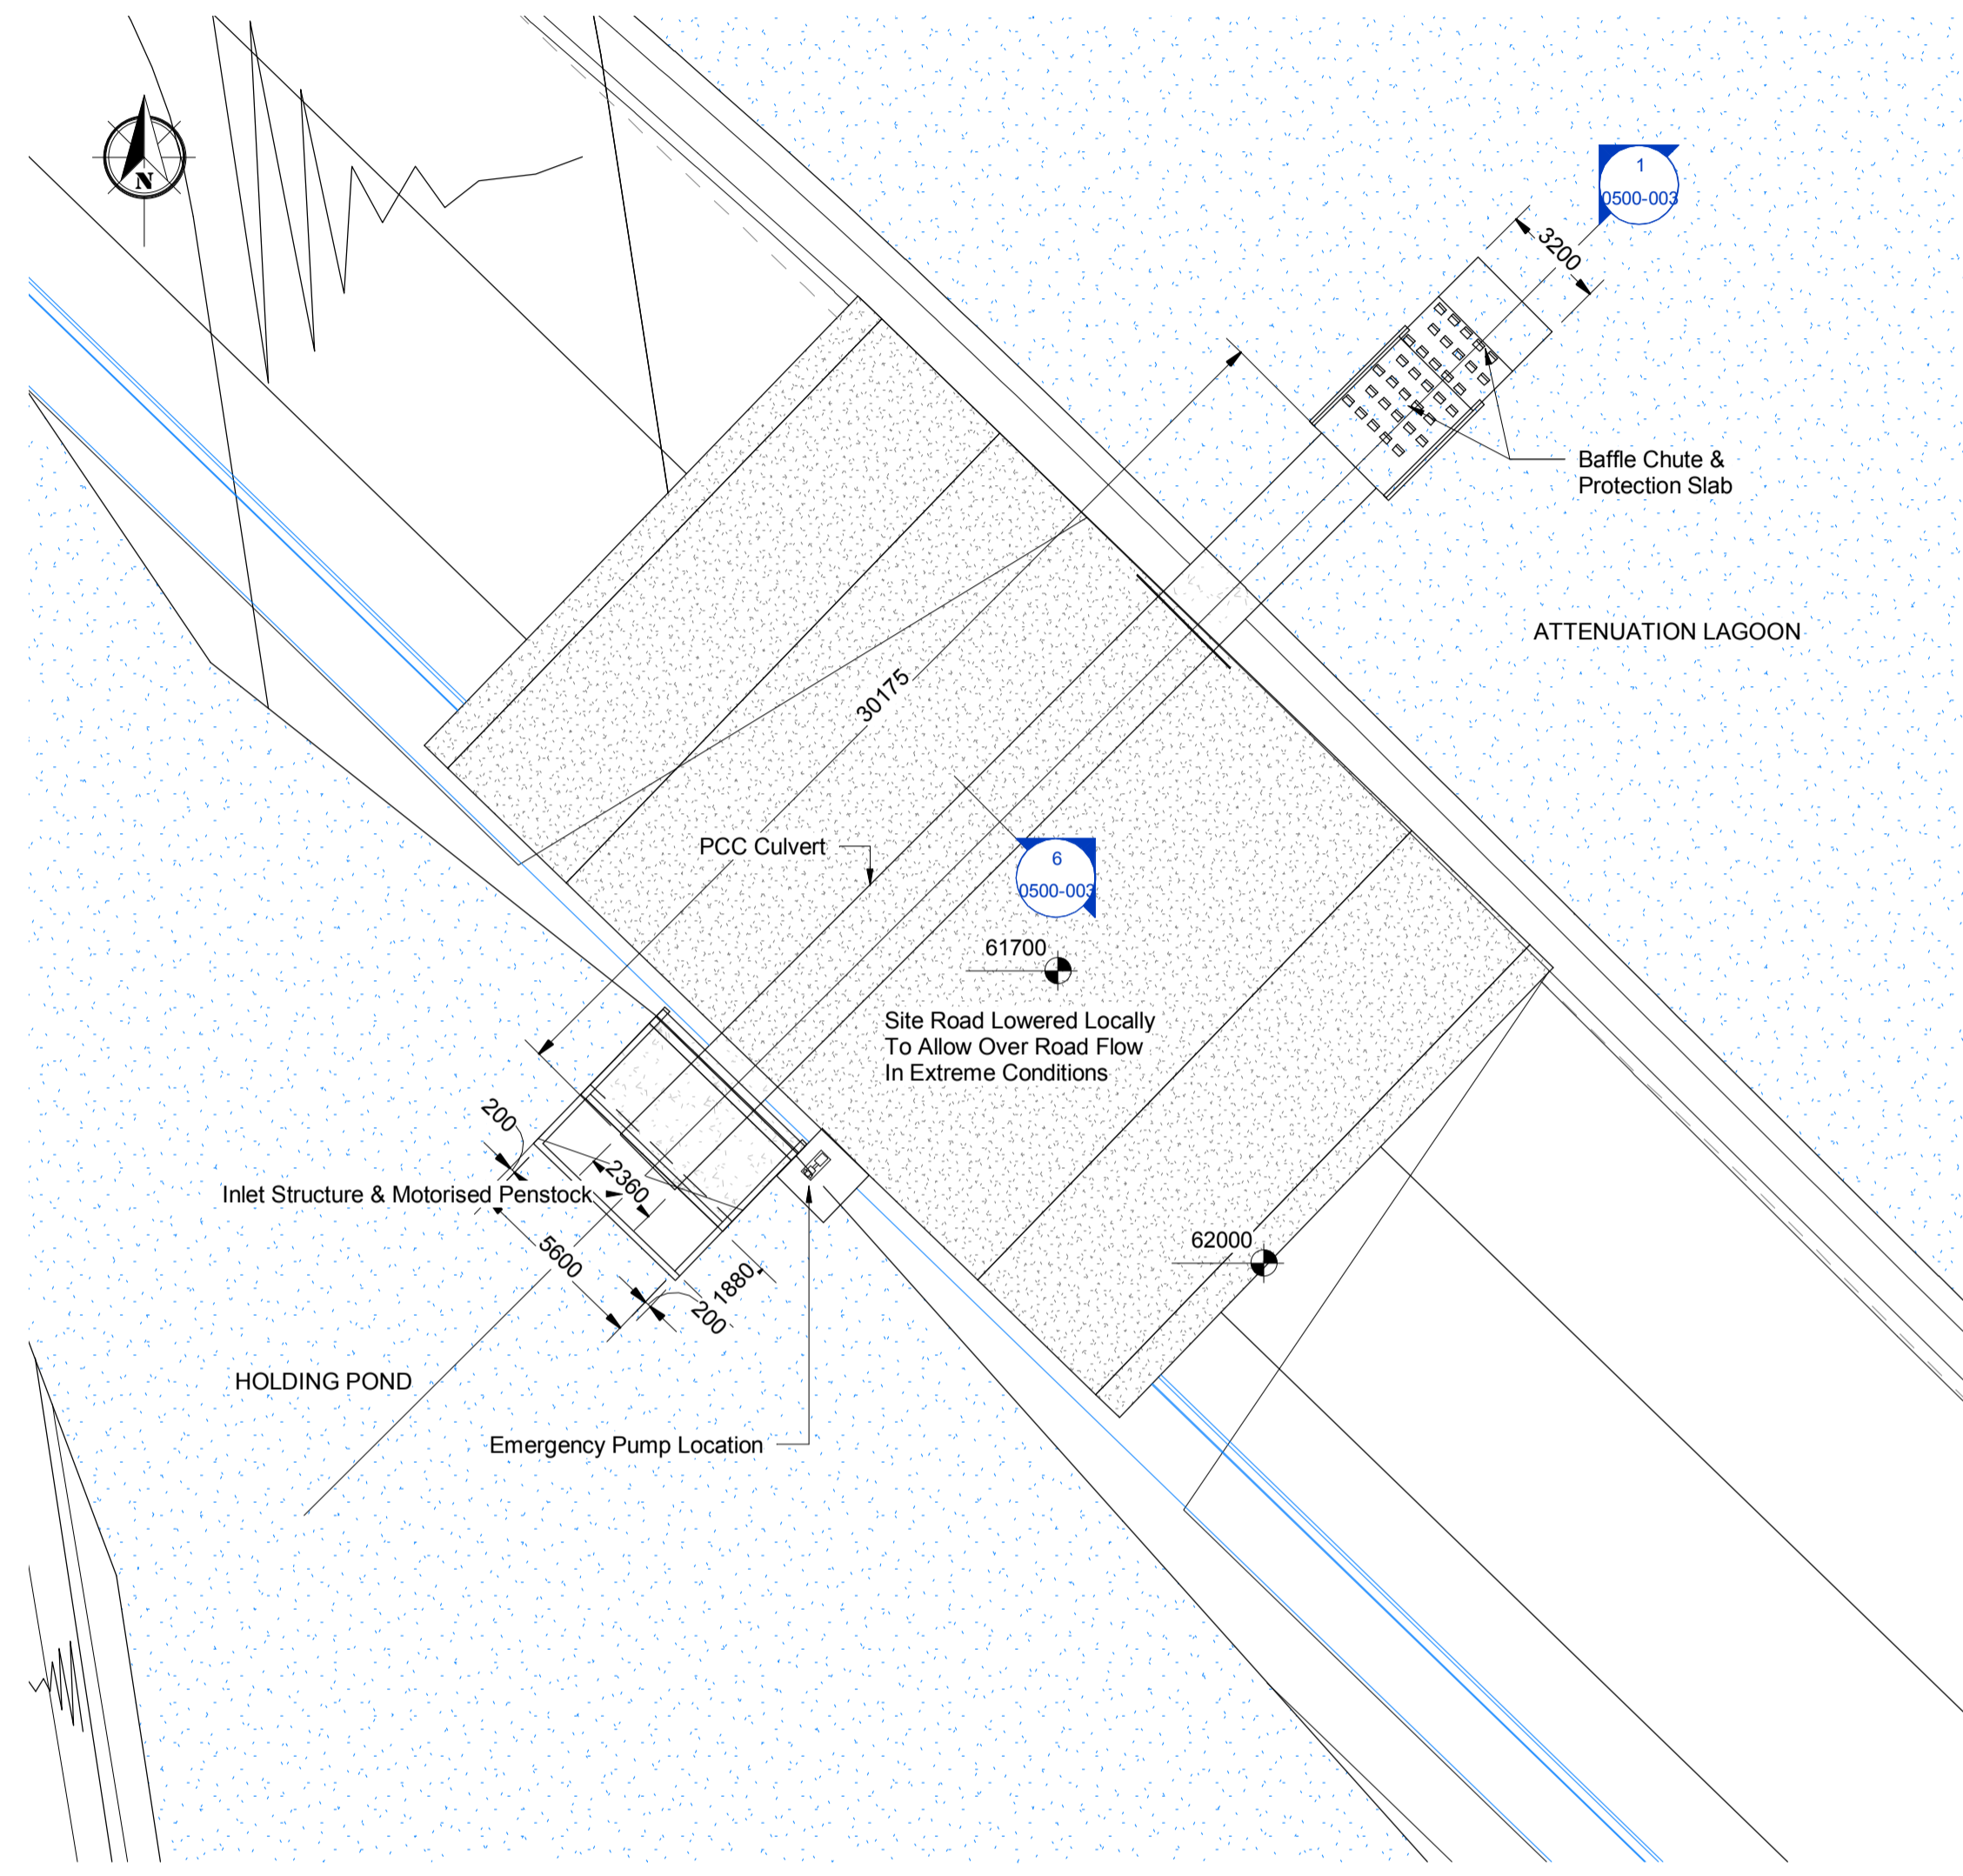 N
1
0500-003
3200
Baffle Chute &
Protection Slab
ATTENUATION LAGOON
30175
PCC Culvert
6
0500-003
61700
Site Road Lowered Locally
To Allow Over Road Flow
In Extreme Conditions
200
2360
Inlet Structure & Motorised Penstock
5600
1880
200
62000
HOLDING POND
Emergency Pump Location